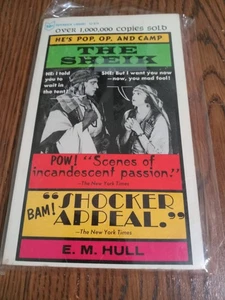 over 1,000,000 copies sold
HE'S POP, OP, AND CAMP
THE
SHEIK
HE: I told
you to
wait in
the tent!
SHE: But I want you now
—now, you mad fool!
POW! "Scenes of
incandescent passion."
—The New York Times
BAM! "SHOCKER
APPEAL."
—The New York Times
E. M. HULL